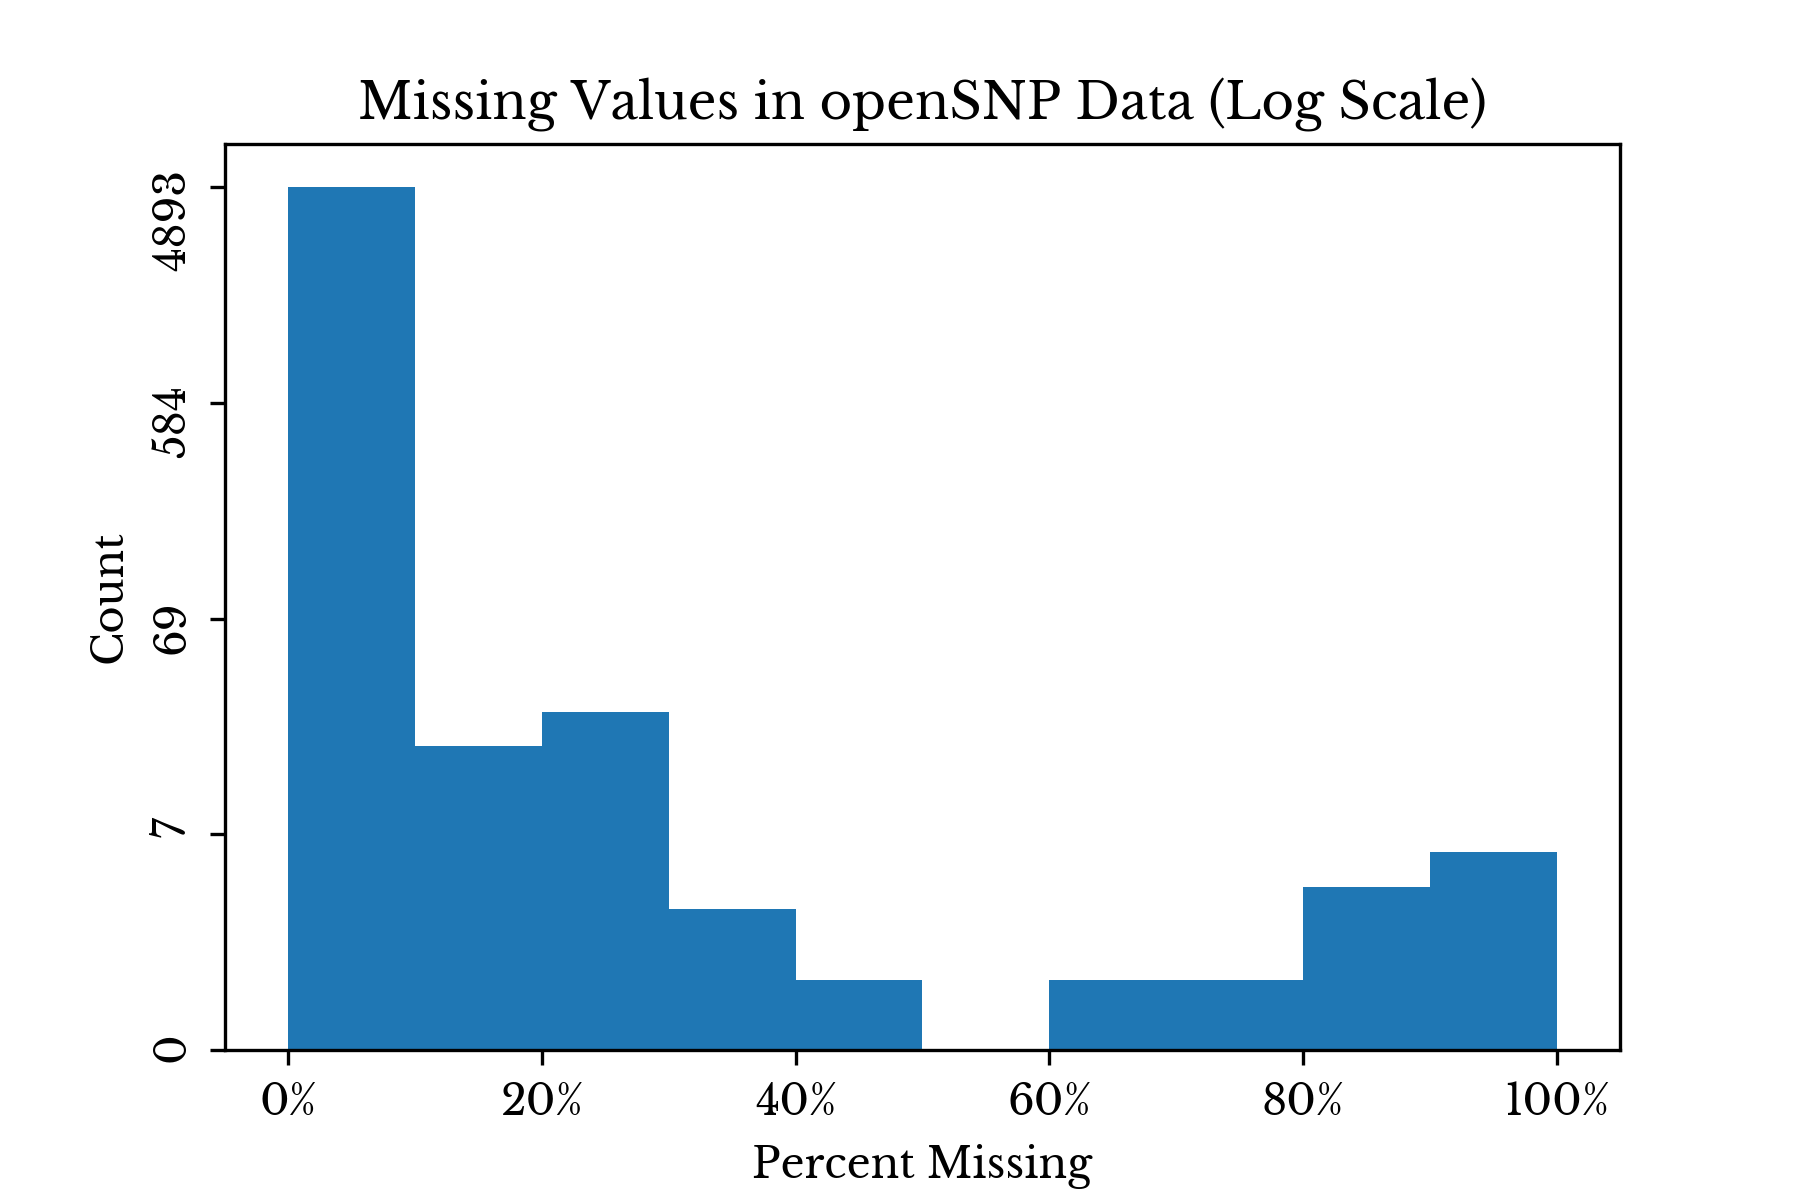 Missing Values in openSNP Data (Log Scale)
4893
584
69
7
0
Count
0% 20% 40% 60% 80% 100%
Percent Missing